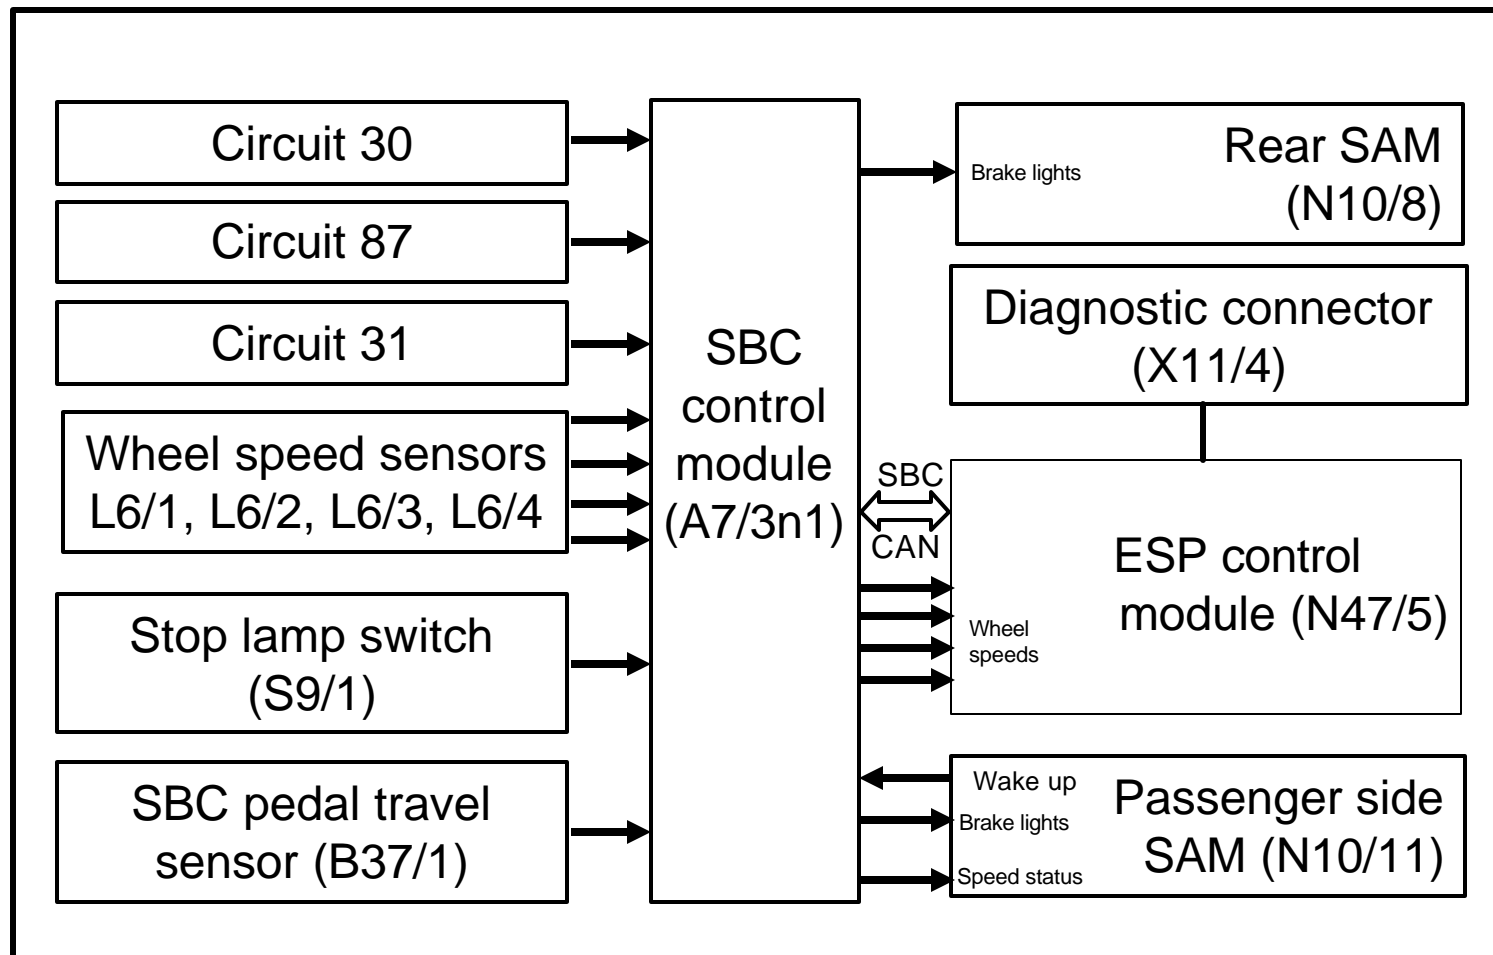 Circuit 30
Circuit 87
Circuit 31
Wheel speed sensors
L6/1, L6/2, L6/3, L6/4
Stop lamp switch
(S9/1)
SBC pedal travel
sensor (B37/1)
SBC
control
module
(A7/3n1)
Brake lights
Rear SAM
(N10/8)
Diagnostic connector
(X11/4)
SBC
CAN
ESP control
module (N47/5)
Wheel
speeds
Wake up
Brake lights
Speed status
Passenger side
SAM (N10/11)